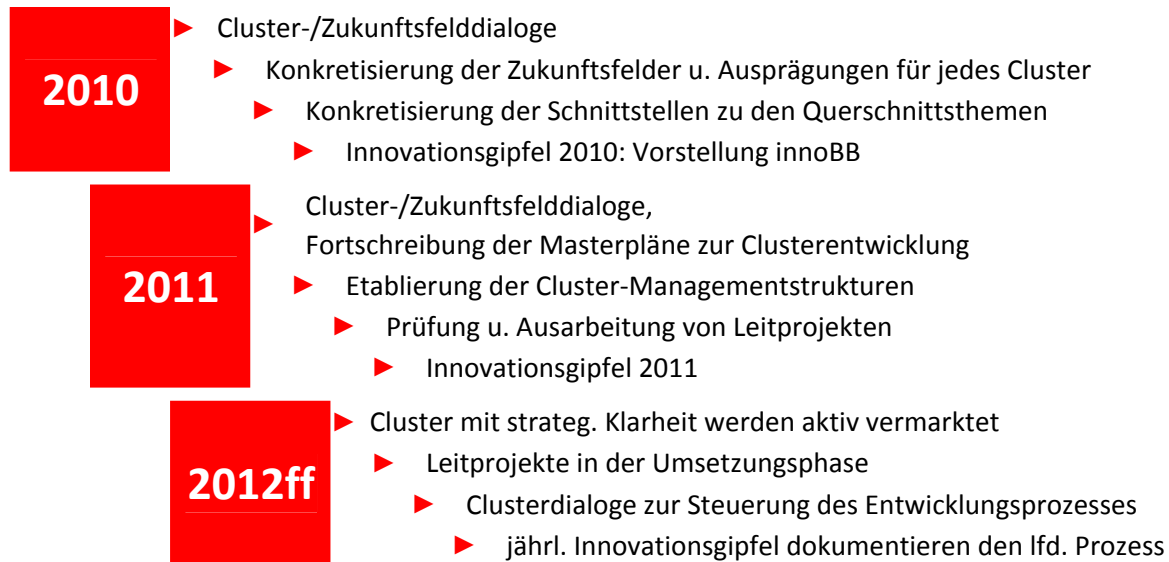 2010
Cluster-/Zukunftsfelddialoge
Konkretisierung der Zukunftsfelder u. Ausprägungen für jedes Cluster
Konkretisierung der Schnittstellen zu den Querschnittsthemen
Innovationsgipfel 2010: Vorstellung innoBB
2011
Cluster-/Zukunftsfelddialoge,
Fortschreibung der Masterpläne zur Clusterentwicklung
Etablierung der Cluster-Managementstrukturen
Prüfung u. Ausarbeitung von Leitprojekten
Innovationsgipfel 2011
2012ff
Cluster mit strateg. Klarheit werden aktiv vermarktet
Leitprojekte in der Umsetzungsphase
Clusterdialoge zur Steuerung des Entwicklungsprozesses
jährl. Innovationsgipfel dokumentieren den lfd. Prozess